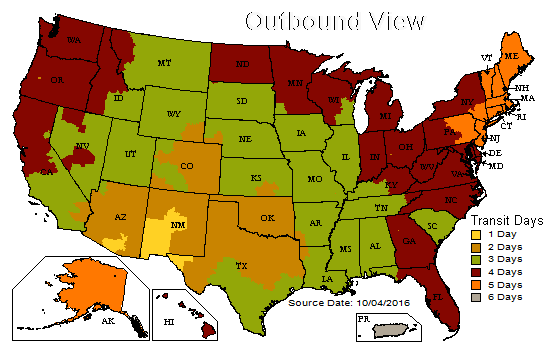 Outbound View
WA
MT
ND
MN
VT
ME
OR
ID
SD
WI
MI
NY
NH
MA
WY
RI
CT
NV
NE
IA
PA
NJ
UT
CO
IL
IN
OH
DE
MD
CA
KS
MO
WV
VA
KY
NC
AZ
NM
OK
AR
TN
SC
TX
MS
AL
GA
LA
FL
Transit Days
1 Day
2 Days
3 Days
4 Days
5 Days
6 Days
Source Date: 10/04/2016
AK
HI
PR